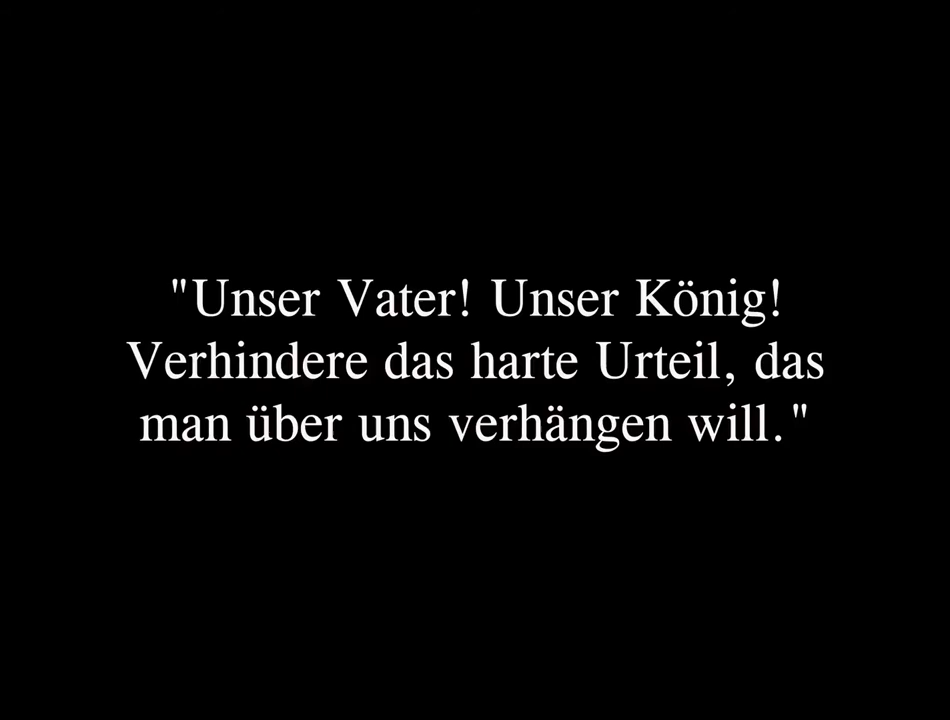 "Unser Vater! Unser König!
Verhindere das harte Urteil, das
man über uns verhängen will."